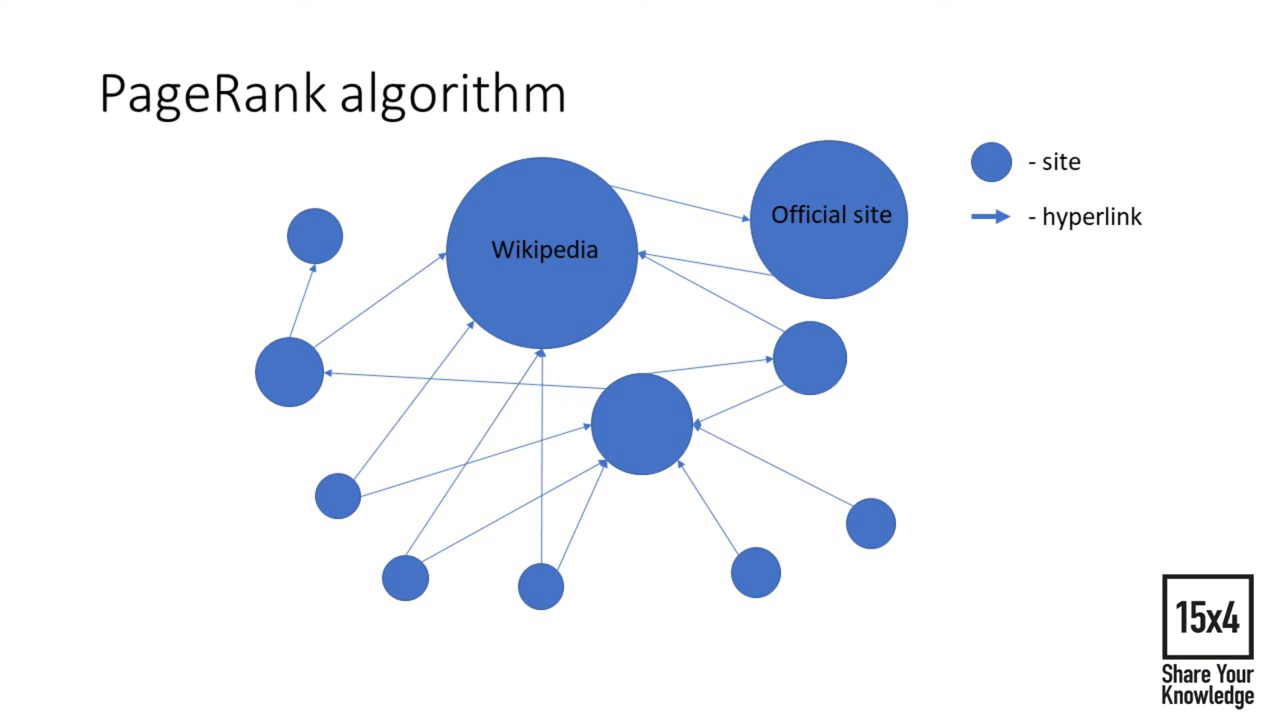 PageRank algorithm
Wikipedia
Official site
- site
- hyperlink
15x4
Share Your
Knowledge